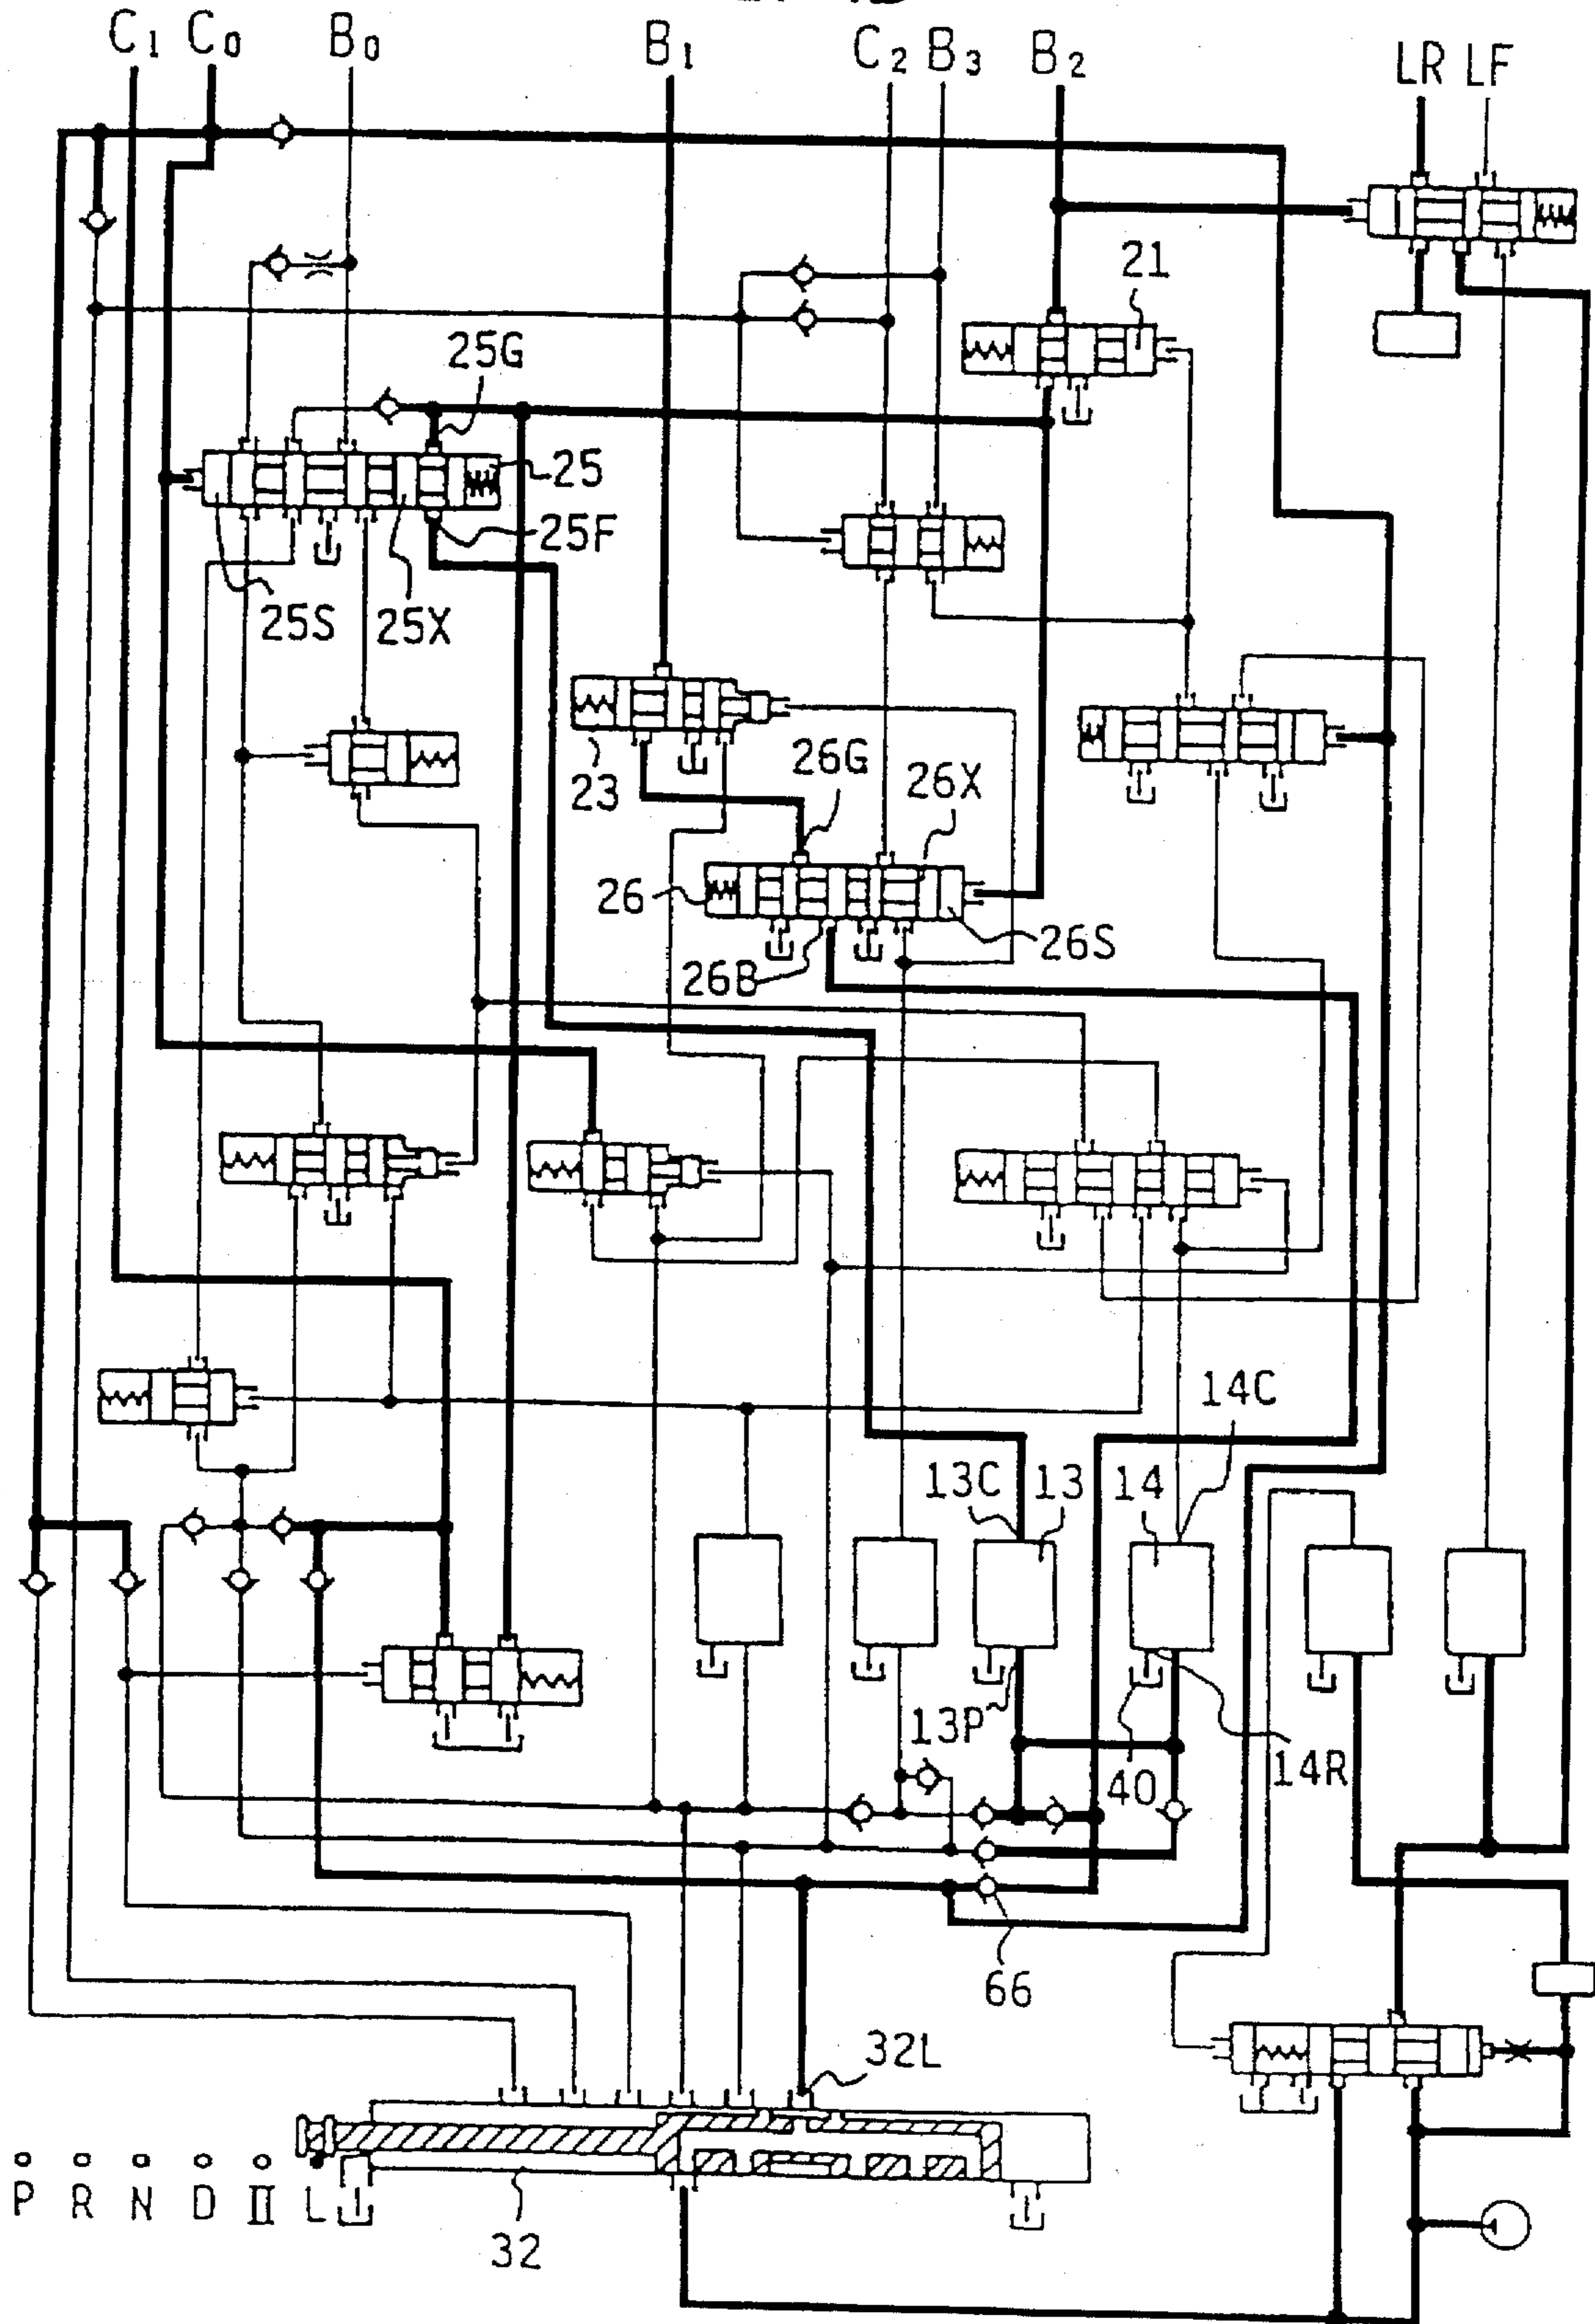 C₁ C₀ B₀ B₁ C₂ B₃ B₂ LR LF
21
25G
25
25F
25S 25X
23
26G
26X
26
26S
26B
14C
13C 13 14
13P
40
14R
66
32L
P R N D II L
32